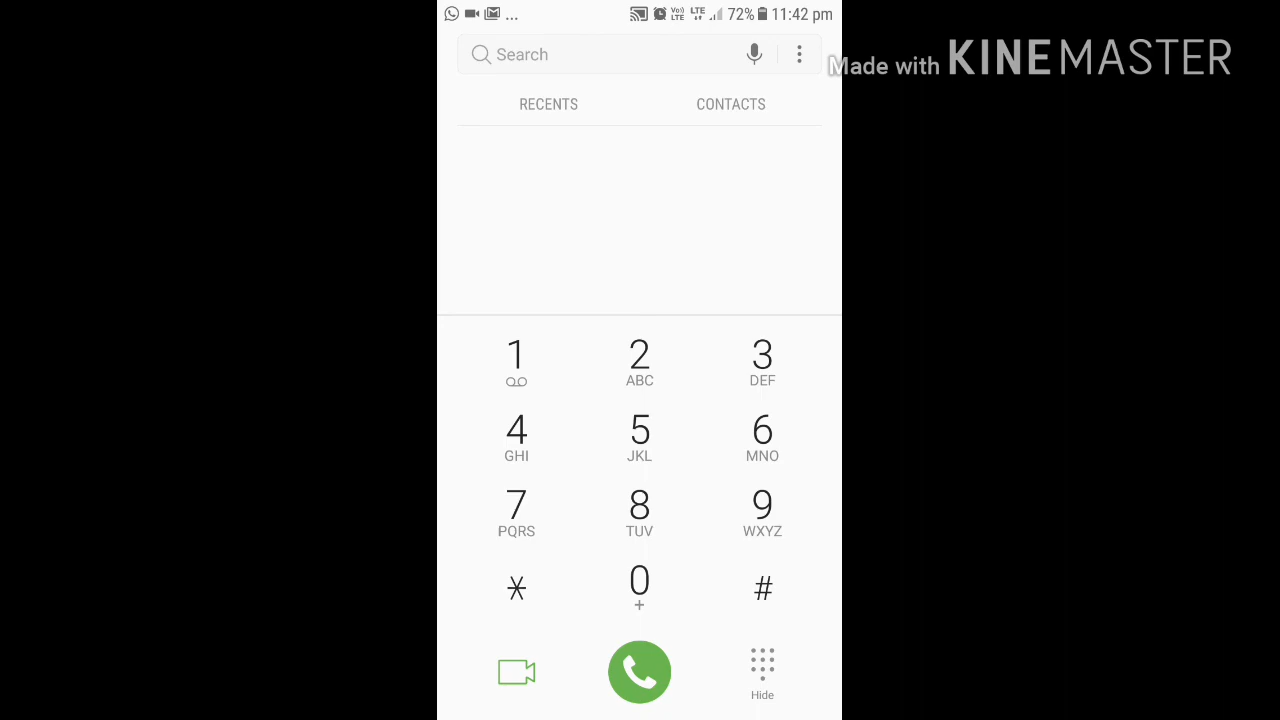 ... LTE 72% 11:42 pm
Search
Made with KINEMASTER
RECENTS CONTACTS
1 2 3
ABC DEF
4 5 6
GHI JKL MNO
7 8 9
PQRS TUV WXYZ
* 0 #
+
Hide